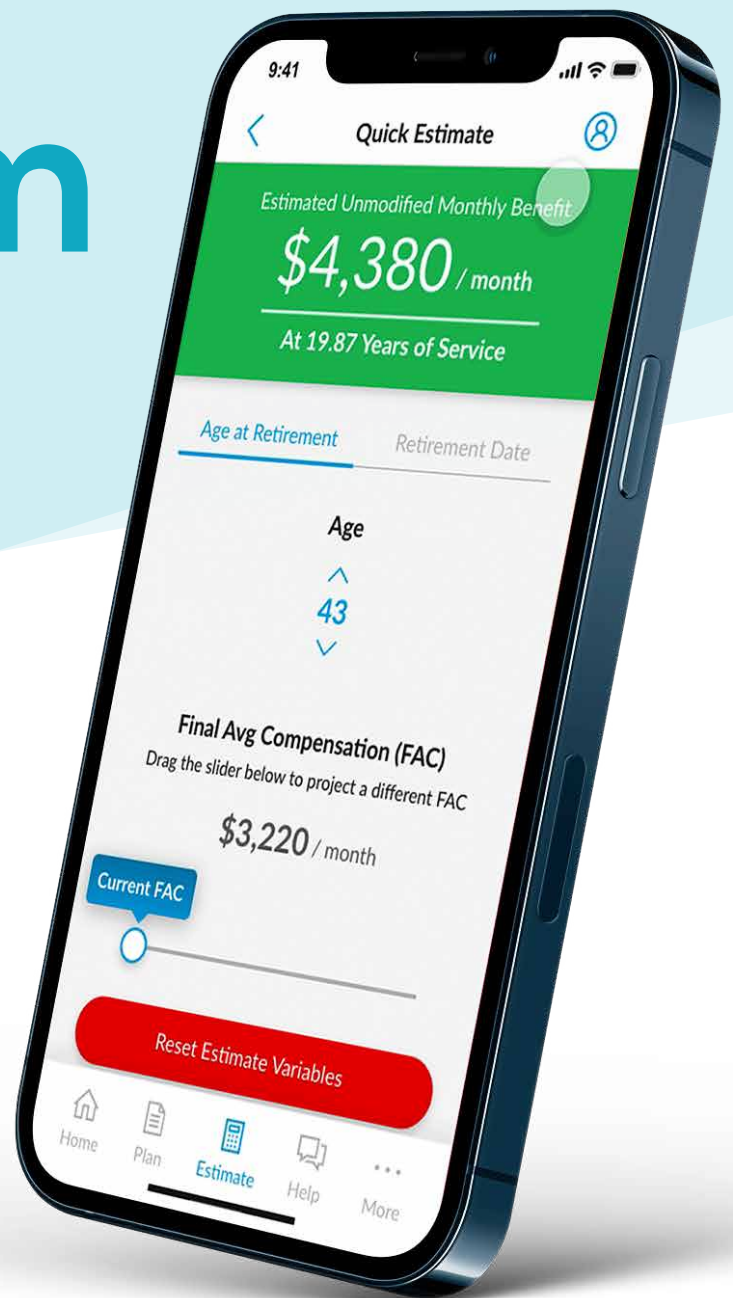 m
9:41
Quick Estimate
Estimated Unmodified Monthly Benefit
$4,380 / month
At 19.87 Years of Service
Age at Retirement Retirement Date
Age
43
Final Avg Compensation (FAC)
Drag the slider below to project a different FAC
$3,220 / month
Current FAC
Reset Estimate Variables
Home Plan Estimate Help More